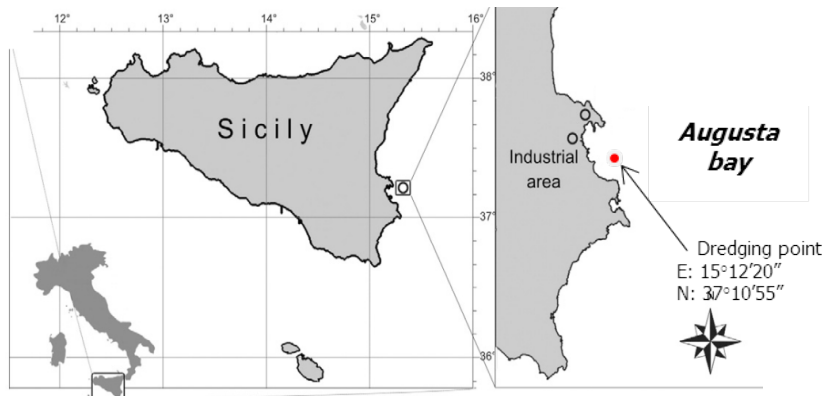 12°
13°
14°
15°
16°
38°
37°
36°
Sicily
Industrial
area
Augusta
bay
Dredging point
E: 15°12'20"
N: 37°10'55"
N